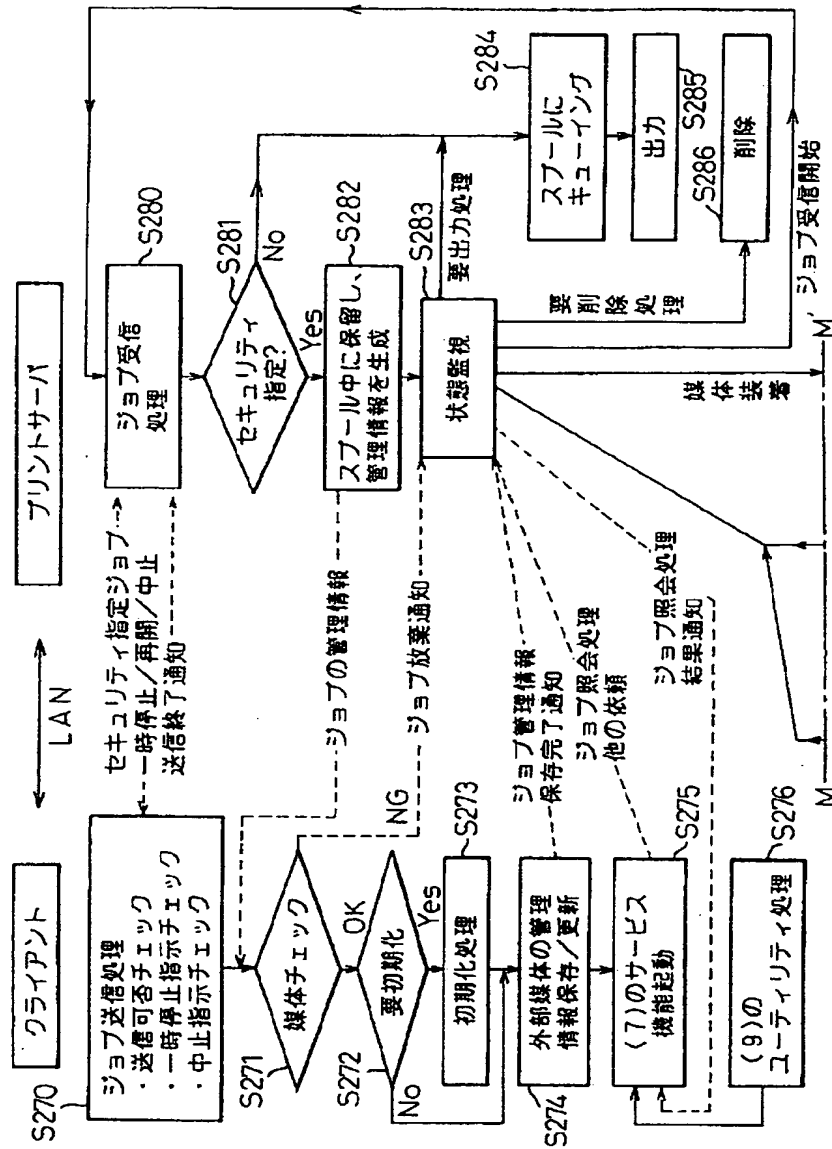 クライアント
LAN
プリントサーバ
S270
ジョブ送信処理
・送信可否チェック
・一時停止指示チェック
・中止指示チェック
セキュリティ指定ジョブ
一時停止/再開/中止
送信終了通知
ジョブ受信
処理
S280
セキュリティ
指定?
S281
No
Yes
S271
媒体チェック
OK
NG
ジョブの管理情報
スプール中に保留し、
管理情報を生成
S282
S272
要初期化
Yes
No
ジョブ放棄通知
状態監視
S283
要出力処理
スプールに
キューイング
S284
出力
S285
初期化処理
S273
外部媒体の管理
情報保存/更新
S274
ジョブ管理情報
保存完了通知
要削除処理
S286
削除
(7)のサービス
機能起動
S275
ジョブ照会処理
他の依頼
ジョブ照会処理
結果通知
媒体装着
ジョブ受信開始
(9)の
ユーティリティ処理
S276
M
M'